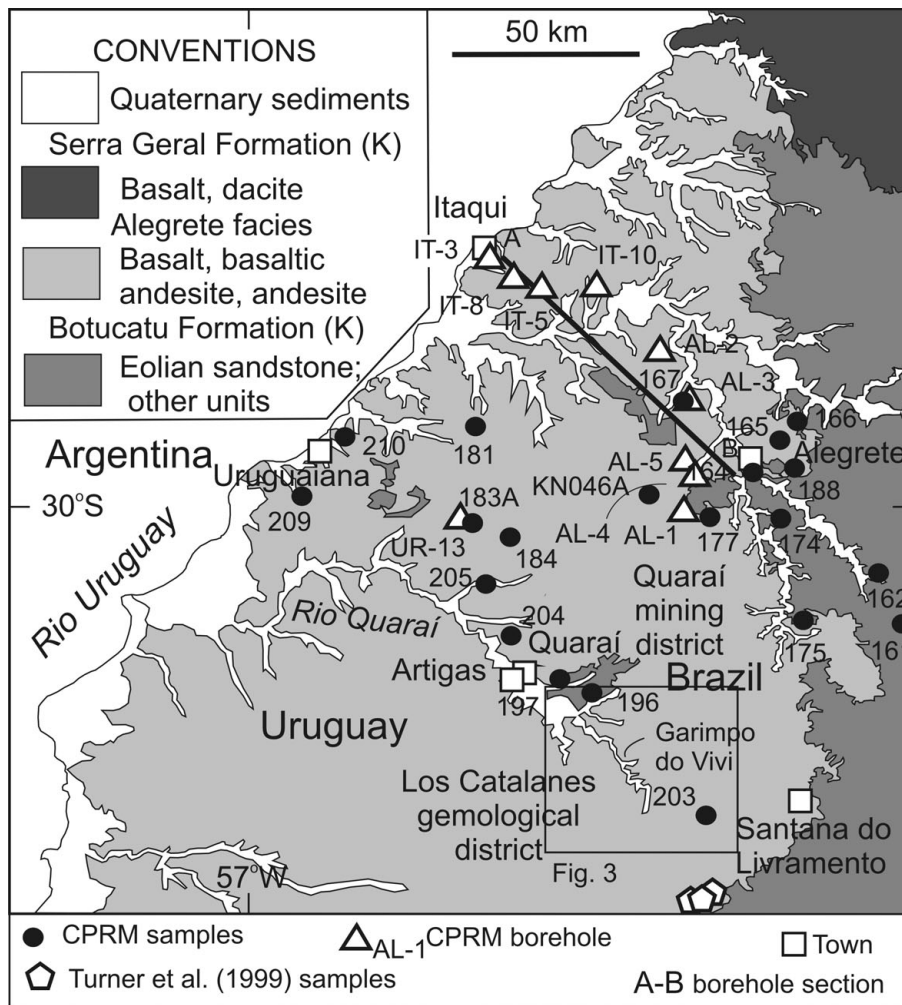 CONVENTIONS
Quaternary sediments
Serra Geral Formation (K)
Basalt, dacite
Alegrete facies
Basalt, basaltic
andesite, andesite
Botucatu Formation (K)
Eolian sandstone;
other units
50 km
Itaqui
A
IT-3
IT-10
IT-8
IT-5
AL-2
167
AL-3
166
165
210
181
Argentina
Uruguaiana
B
Alegrete
AL-5
164
188
KN046A
30°S
209
183A
AL-4
AL-1
177
174
UR-13
184
205
Quaraí
mining
district
162
Rio Uruguay
Rio Quaraí
204
Quaraí
175
161
Artigas
Brazil
197
196
Uruguay
Garimpo
do Vivi
Los Catalanes
gemological
district
203
Santana do
Livramento
57°W
Fig. 3
CPRM samples
AL-1 CPRM borehole
Town
Turner et al. (1999) samples
A-B borehole section